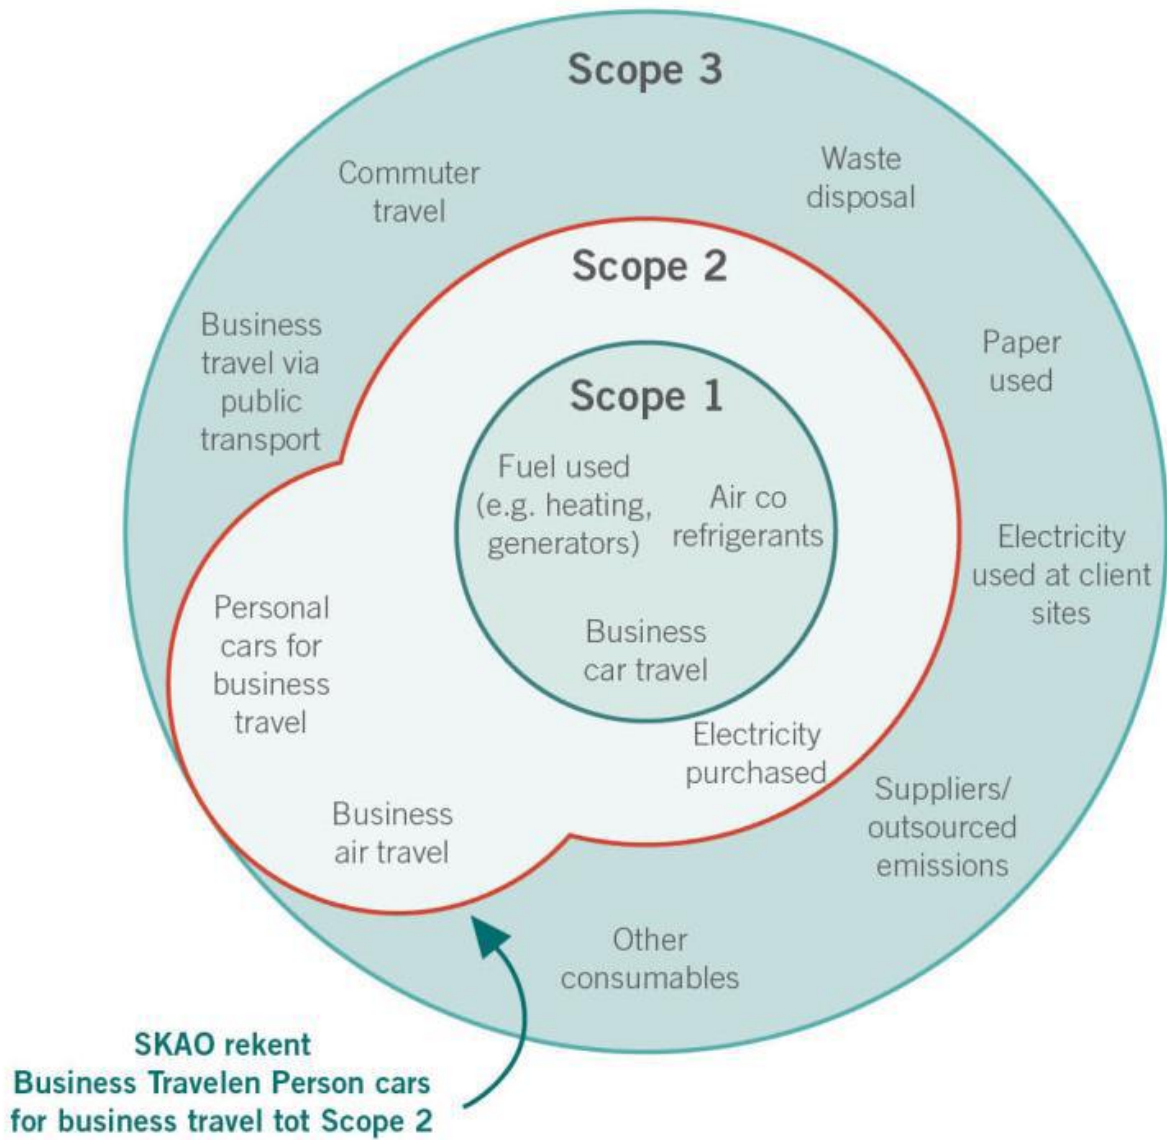 Scope 3
Commuter
travel
Waste
disposal
Scope 2
Business
travel via
public
transport
Paper
used
Scope 1
Fuel used
(e.g. heating,
generators)
Air co
refrigerants
Electricity
used at client
sites
Personal
cars for
business
travel
Business
car travel
Electricity
purchased
Business
air travel
Suppliers/
outsourced
emissions
Other
consumables
SKAO rekent
Business Travelen Person cars
for business travel tot Scope 2